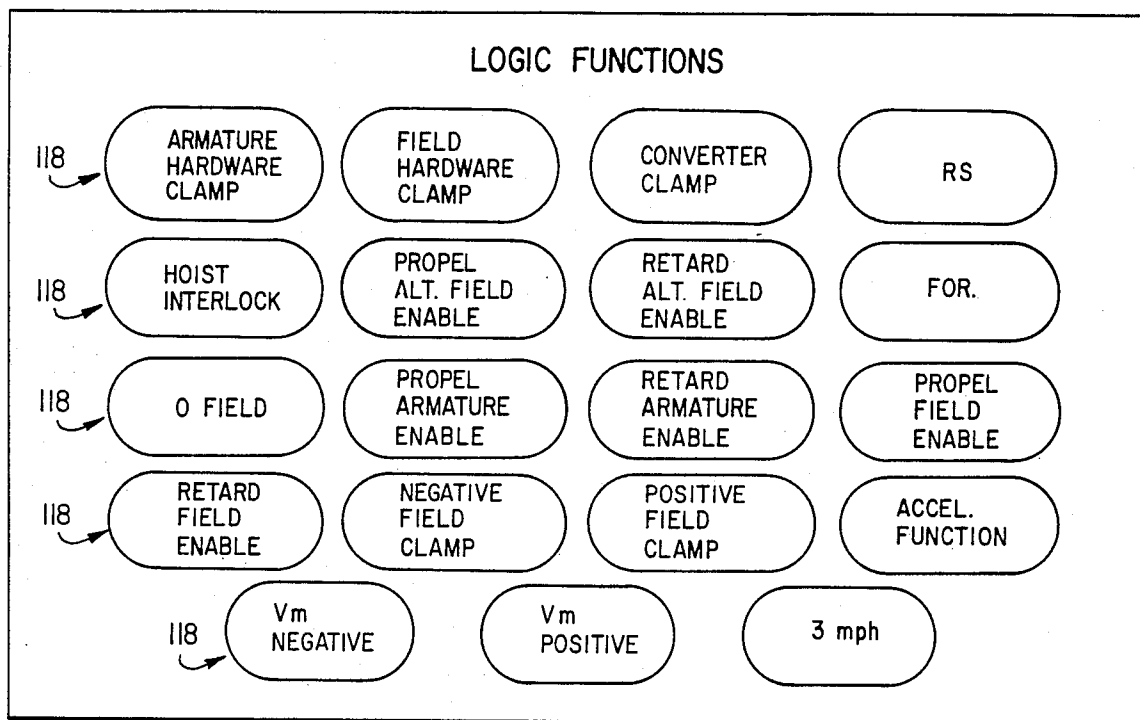 LOGIC FUNCTIONS
118
ARMATURE
HARDWARE
CLAMP
FIELD
HARDWARE
CLAMP
CONVERTER
CLAMP
RS
118
HOIST
INTERLOCK
PROPEL
ALT. FIELD
ENABLE
RETARD
ALT. FIELD
ENABLE
FOR.
118
O FIELD
PROPEL
ARMATURE
ENABLE
RETARD
ARMATURE
ENABLE
PROPEL
FIELD
ENABLE
118
RETARD
FIELD
ENABLE
NEGATIVE
FIELD
CLAMP
POSITIVE
FIELD
CLAMP
ACCEL.
FUNCTION
118
Vm
NEGATIVE
Vm
POSITIVE
3 mph